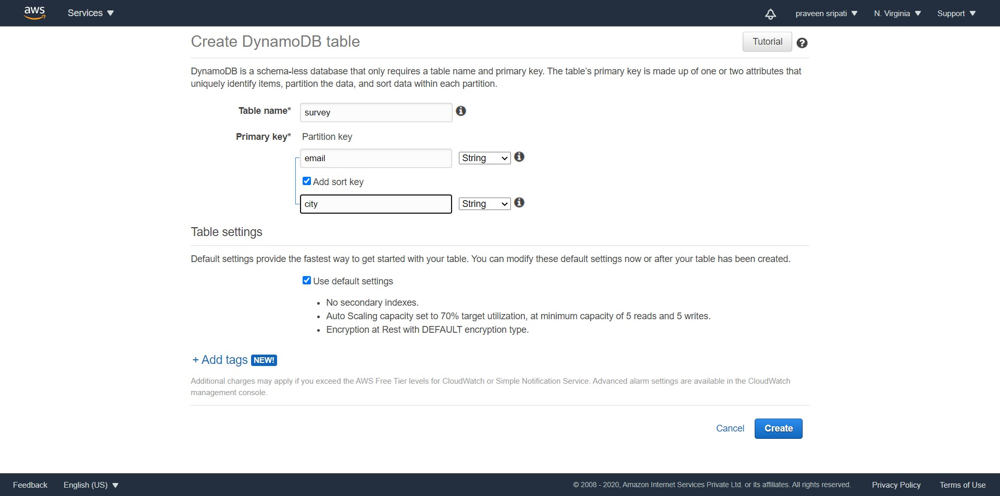 aws Services praveen sripati N. Virginia Support
Create DynamoDB table Tutorial ?
DynamoDB is a schema-less database that only requires a table name and primary key. The table's primary key is made up of one or two attributes that
uniquely identify items, partition the data, and sort data within each partition.
Table name* survey
Primary key* Partition key
email String
Add sort key
city String
Table settings
Default settings provide the fastest way to get started with your table. You can modify these default settings now or after your table has been created.
Use default settings
• No secondary indexes.
• Auto Scaling capacity set to 70% target utilization, at minimum capacity of 5 reads and 5 writes.
• Encryption at Rest with DEFAULT encryption type.
+ Add tags NEW!
Additional charges may apply if you exceed the AWS Free Tier levels for CloudWatch or Simple Notification Service. Advanced alarm settings are available in the CloudWatch
management console.
Cancel Create
Feedback English (US) © 2008 - 2020, Amazon Internet Services Private Ltd. or its affiliates. All rights reserved. Privacy Policy Terms of Use